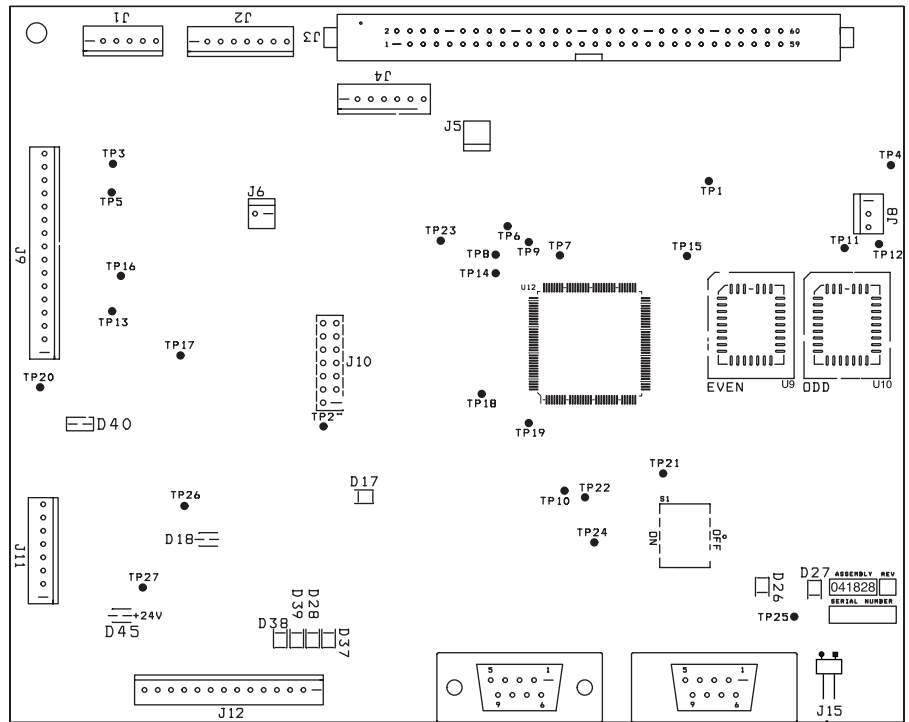 J1
J2
J3
2 60
1 59
J4
J5
TP3
TP4
TP1
TP5
J6
J8
TP6
TP23
TP9
TP8
TP7
TP15
TP11
TP12
J9
TP16
TP14
U12
TP13
TP17
J10
EVEN
U9
ODD
U10
TP20
TP18
D40
TP2
TP19
TP21
D17
TP26
TP10
TP22
S1
ON
OFF
D18
TP24
J11
TP27
D26
D27
ASSEMBLY
REV
041828
SERIAL NUMBER
+24V
D45
D38
D39
D28
D37
TP25
5 1
9 6
5 1
9 6
J12
J15